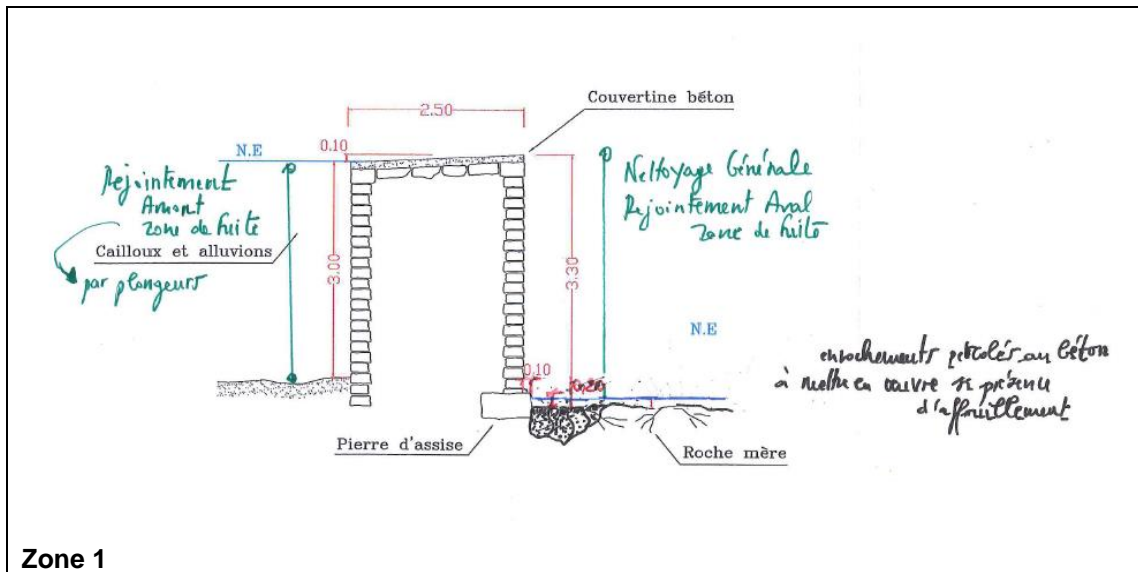 Couvertine béton
2.50
N.E
0.10
Rejointement
Amont
zone de fuite
Cailloux et alluvions
par plongeurs
3.00
3.30
Nettoyage Générale
Rejointement Aval
zone de fuite
N.E
0.10
0.20
enrochements au béton
à mettre en œuvre si présence
d'affouillement
Pierre d'assise
Roche mère
Zone 1